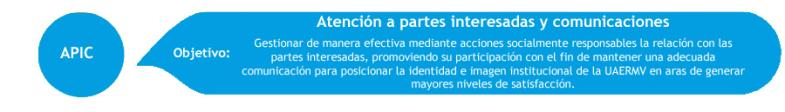 Atención a partes interesadas y comunicaciones
APIC
Objetivo:
Gestionar de manera efectiva mediante acciones socialmente responsables la relación con las
partes interesadas, promoviendo su participación con el fin de mantener una adecuada
comunicación para posicionar la identidad e imagen institucional de la UAERMV en aras de generar
mayores niveles de satisfacción.